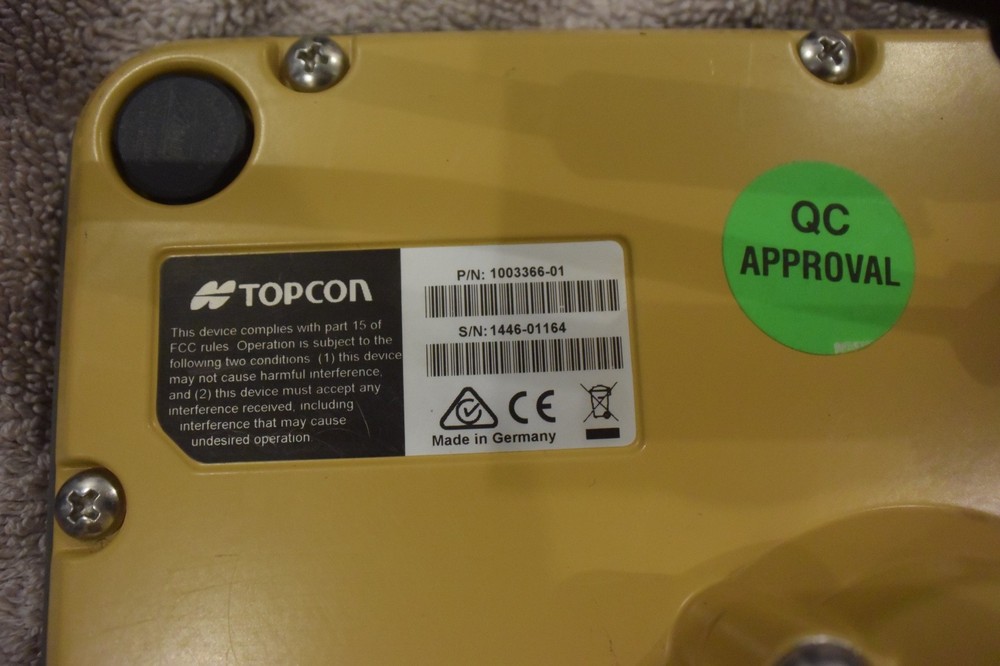 TOPCON
This device complies with part 15 of
FCC rules. Operation is subject to the
following two conditions. (1) this device
may not cause harmful interference,
and (2) this device must accept any
interference received, including
interference that may cause
undesired operation
P/N: 1003366-01
S/N: 1446-01164
CE
Made in Germany
QC
APPROVAL